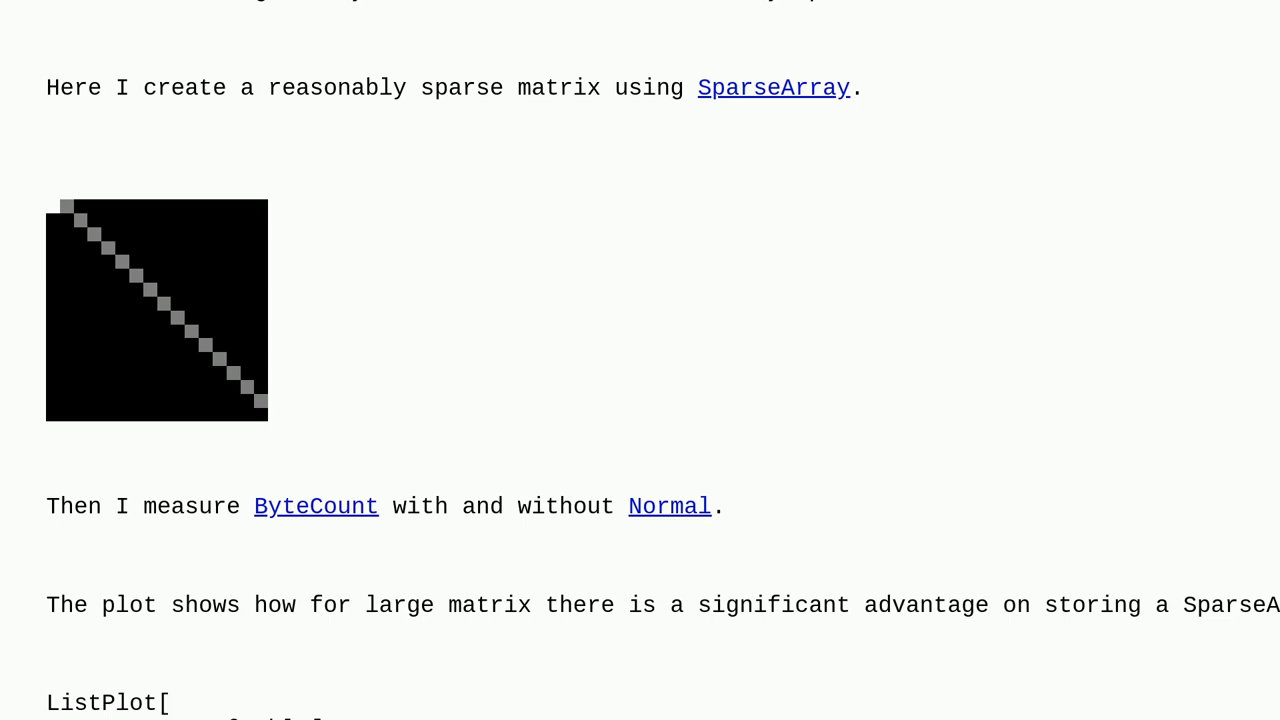 Here I create a reasonably sparse matrix using SparseArray.
Then I measure ByteCount with and without Normal.
The plot shows how for large matrix there is a significant advantage on storing a SparseA
ListPlot[